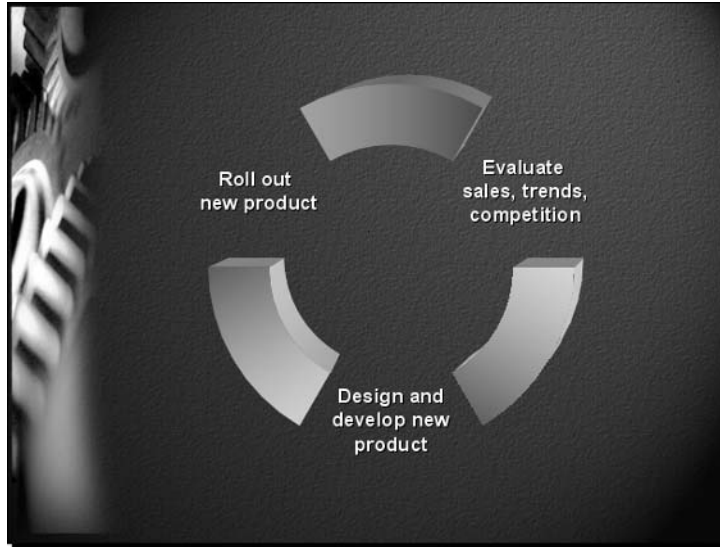 Roll out
new product
Evaluate
sales, trends,
competition
Design and
develop new
product